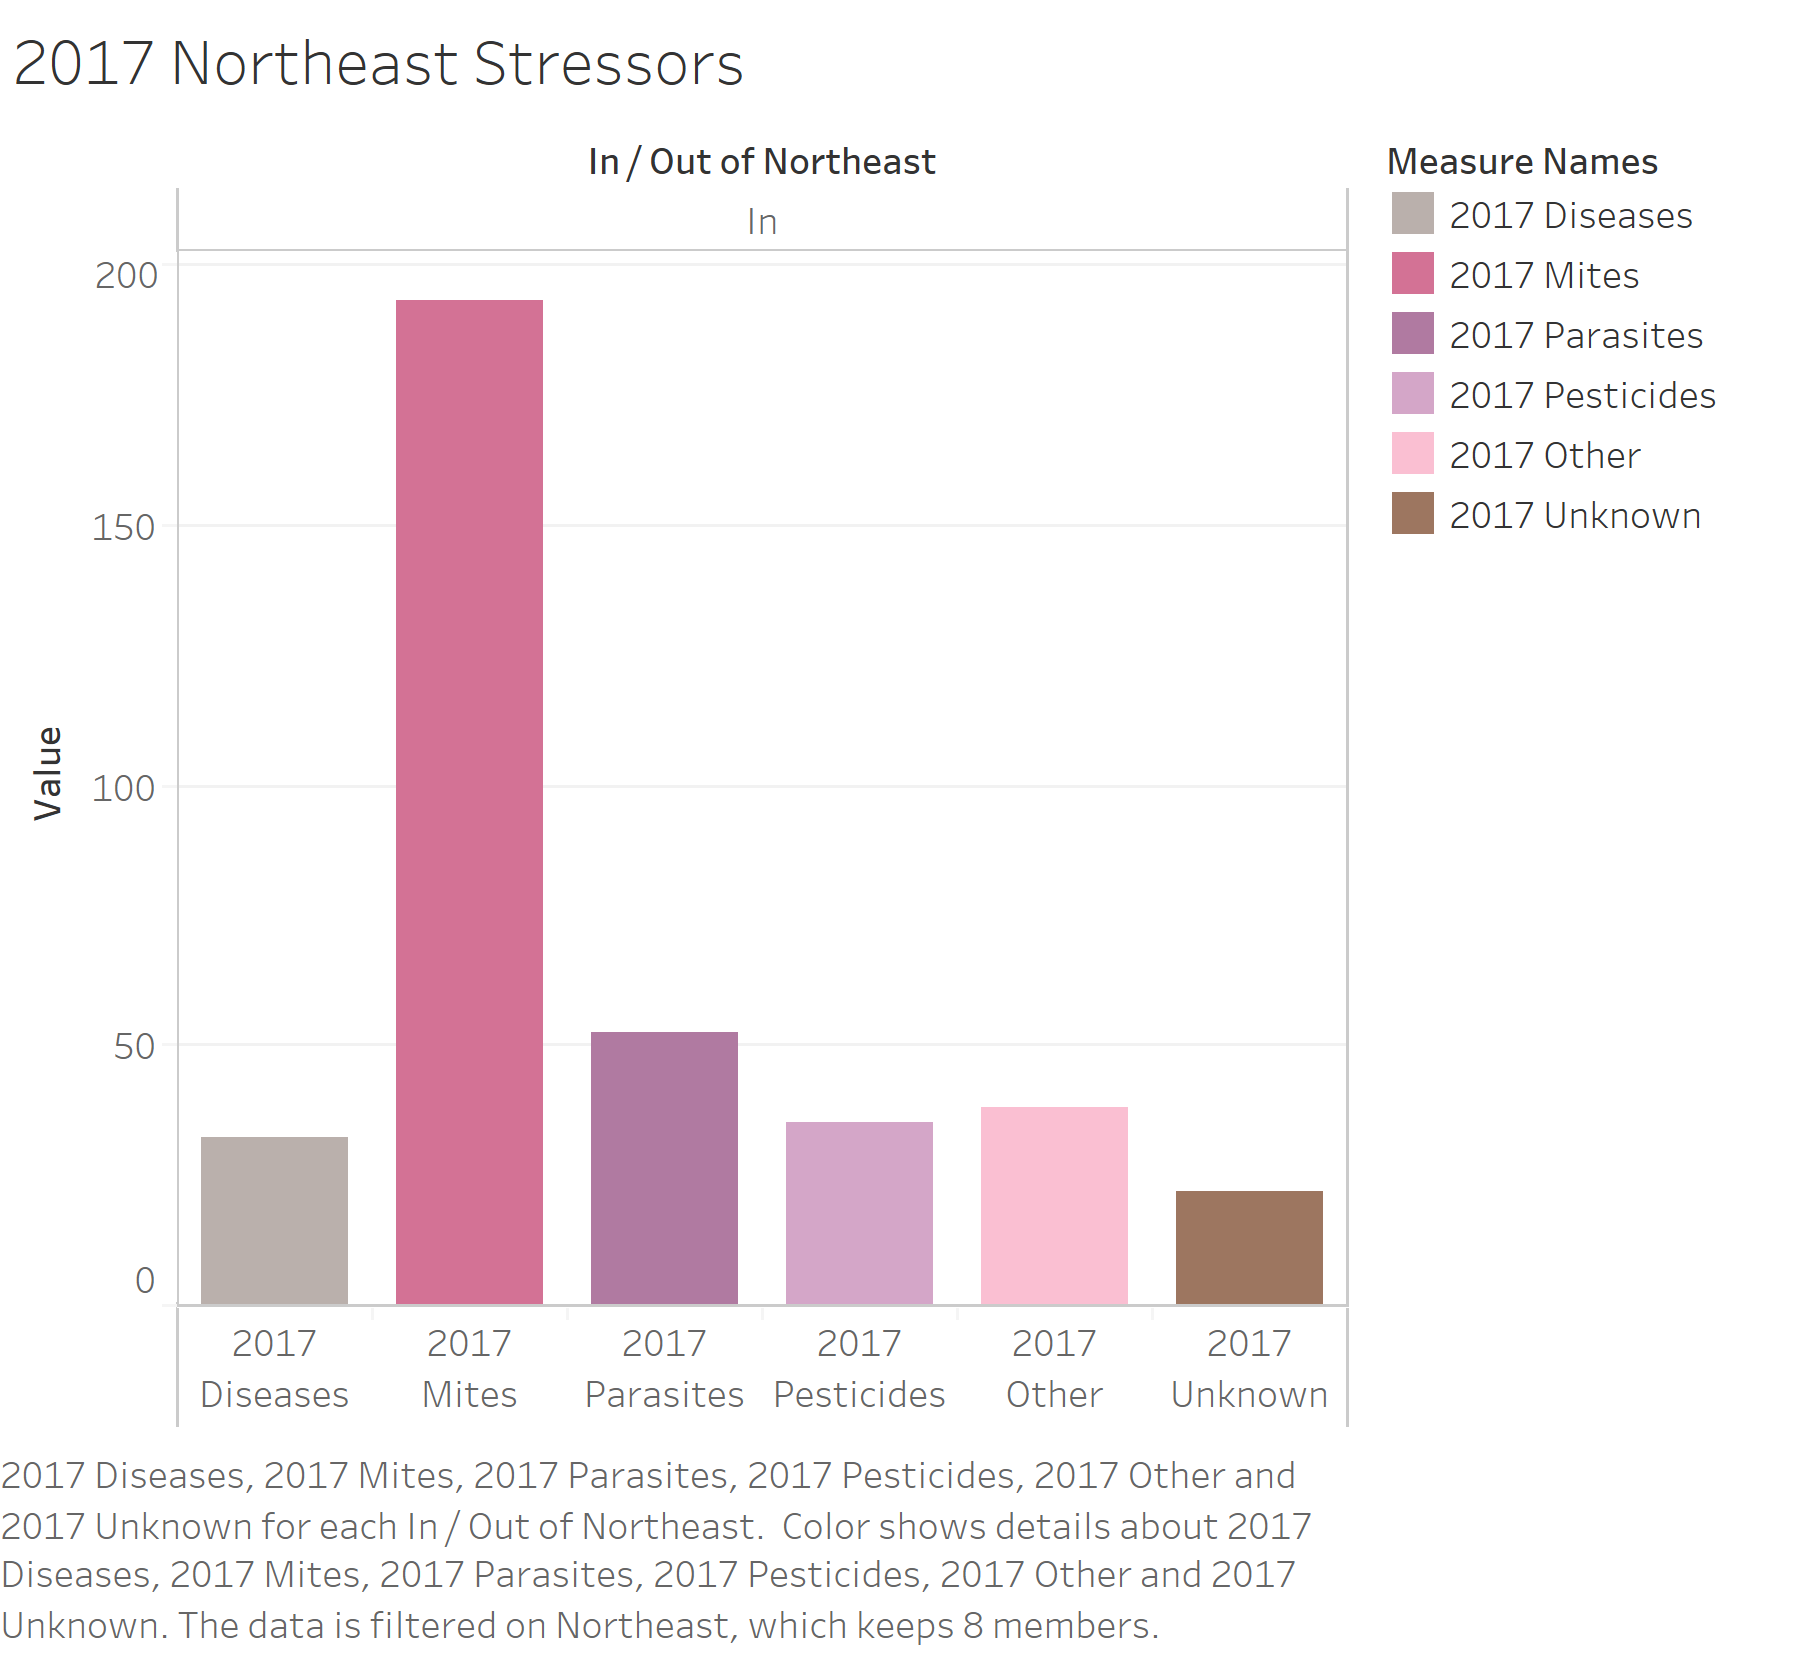 2017 Northeast Stressors
In / Out of Northeast
In
Measure Names
2017 Diseases
2017 Mites
2017 Parasites
2017 Pesticides
2017 Other
2017 Unknown
200
150
100
50
0
Value
2017 Diseases
2017 Mites
2017 Parasites
2017 Pesticides
2017 Other
2017 Unknown
2017 Diseases, 2017 Mites, 2017 Parasites, 2017 Pesticides, 2017 Other and
2017 Unknown for each In / Out of Northeast.  Color shows details about 2017
Diseases, 2017 Mites, 2017 Parasites, 2017 Pesticides, 2017 Other and 2017
Unknown. The data is filtered on Northeast, which keeps 8 members.